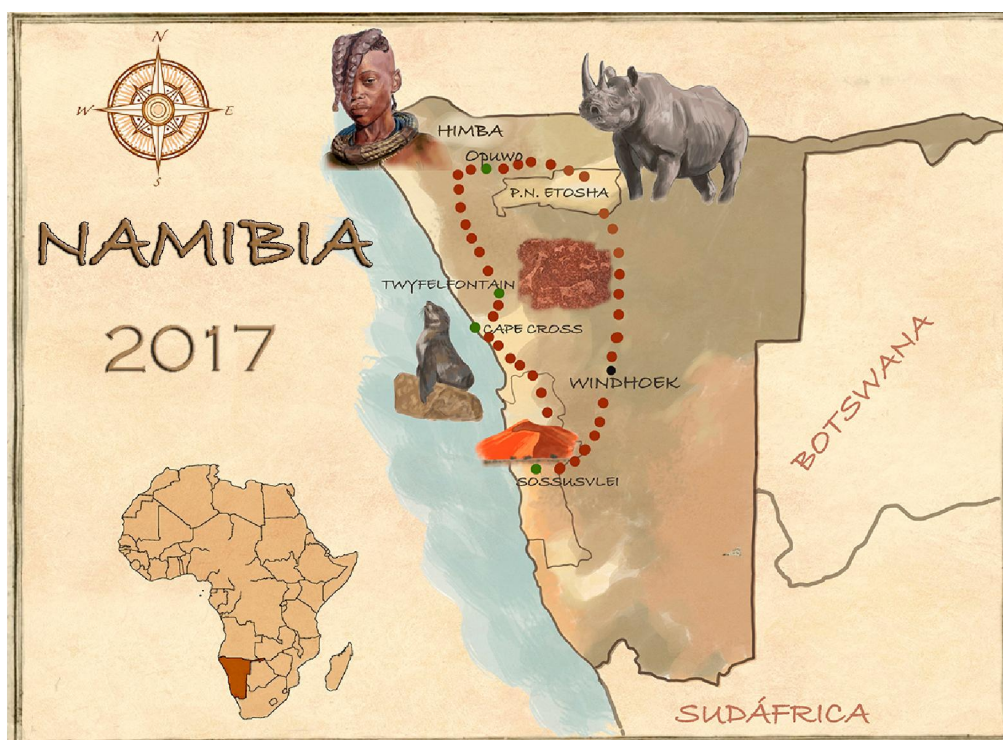 N
W E
S
HIMBA
Opuwo
P.N. ETOSHA
NAMIBIA
TWYFELFONTAIN
2017
CAPE CROSS
WINDHOEK
BOTSWANA
SOSSUSVLEI
SUDÁFRICA